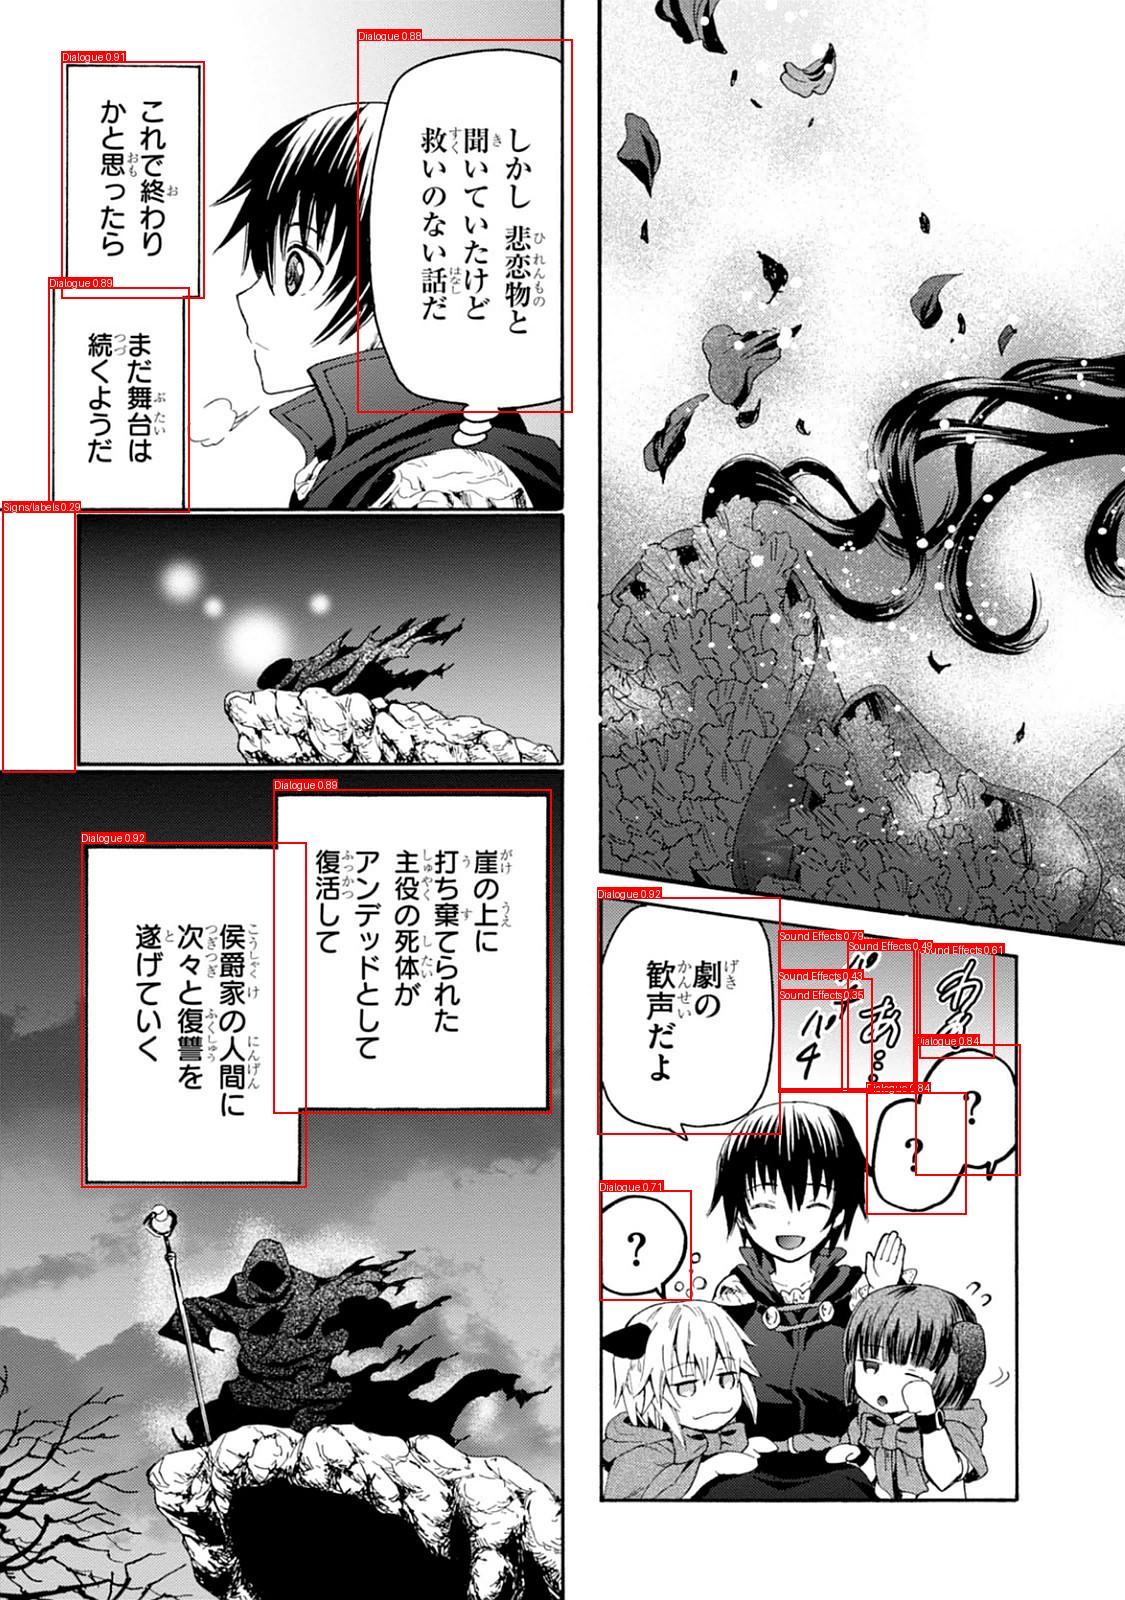 わあ
あ…
パチ
パチ
劇の
歓声だよ
?
?
?
しかし 悲恋物と
聞いていたけど
救いのない話だ
これで終わり
かと思ったら
まだ舞台は
続くようだ
崖の上に
打ち棄てられた
主役の死体が
アンデッドとして
復活して
侯爵家の人間に
次々と復讐を
遂げていく
Dialogue 0.88
Dialogue 0.91
Dialogue 0.89
Signs/labels 0.29
Dialogue 0.89
Dialogue 0.92
Dialogue 0.92
Sound Effects 0.79
Sound Effects 0.49
Sound Effects 0.61
Sound Effects 0.43
Sound Effects 0.35
Dialogue 0.84
Dialogue 0.84
Dialogue 0.71